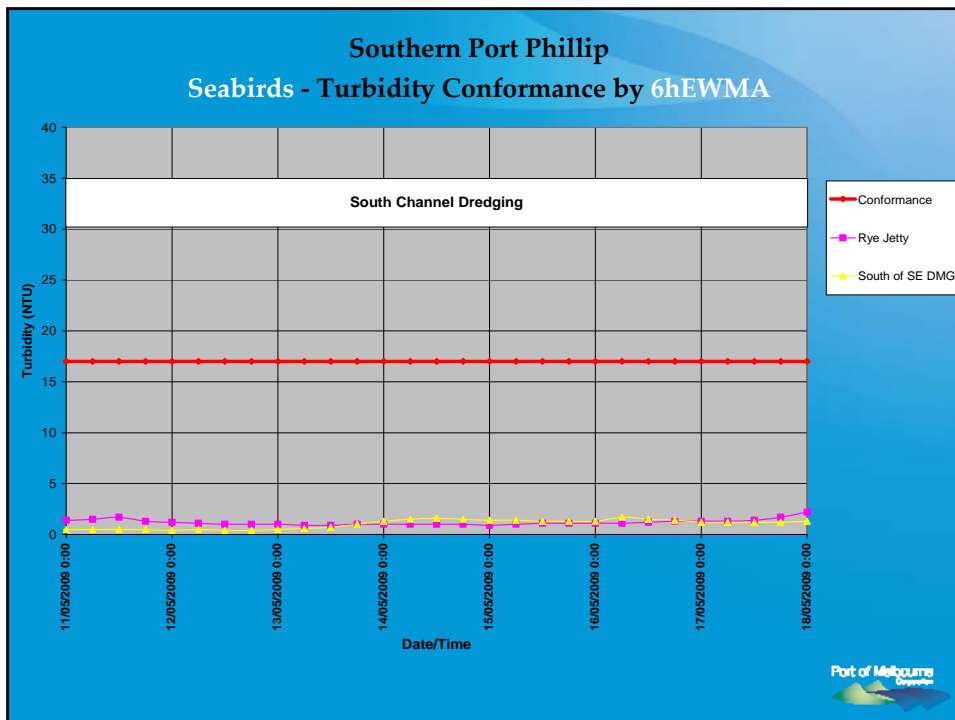 Southern Port Phillip
Seabirds - Turbidity Conformance by 6hEWMA
40
35
30
25
20
15
10
5
0
Turbidity (NTU)
South Channel Dredging
Conformance
Rye Jetty
South of SE DMG
11/05/2009 0:00
12/05/2009 0:00
13/05/2009 0:00
14/05/2009 0:00
15/05/2009 0:00
16/05/2009 0:00
17/05/2009 0:00
18/05/2009 0:00
Date/Time
Port of Melbourne
Corporation